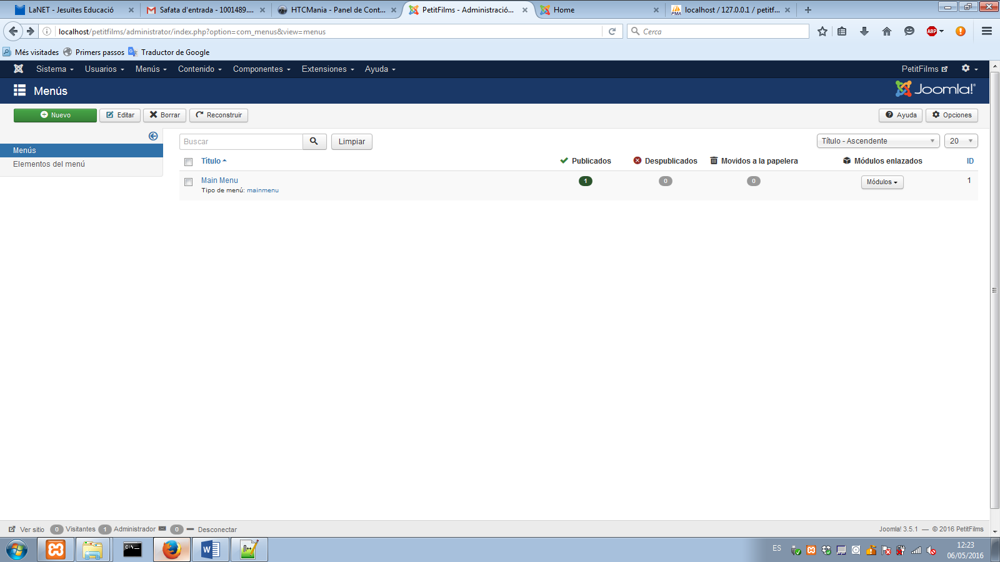 LaNET - Jesuïtes Educació
Safata d'entrada - 1001489....
HTCMania - Panel de Cont...
PetitFilms - Administració...
Home
localhost / 127.0.0.1 / petitf...
localhost/petitfilms/administrator/index.php?option=com_menus&view=menus
Cerca
ABP
Més visitades Primers passos Traductor de Google
Sistema Usuarios Menús Contenido Componentes Extensiones Ayuda PetitFilms
Menús Joomla!
Nuevo Editar Borrar Reconstruir Ayuda Opciones
Menús
Elementos del menú
Buscar Limpiar Título - Ascendente 20
Título Publicados Despublicados Movidos a la papelera Módulos enlazados ID
Main Menu 1 0 0 Módulos 1
Tipo de menú: mainmenu
Ver sitio 0 Visitantes 1 Administrador 0 Desconectar Joomla! 3.5.1 — © 2016 PetitFilms
ES 12:23
06/05/2016